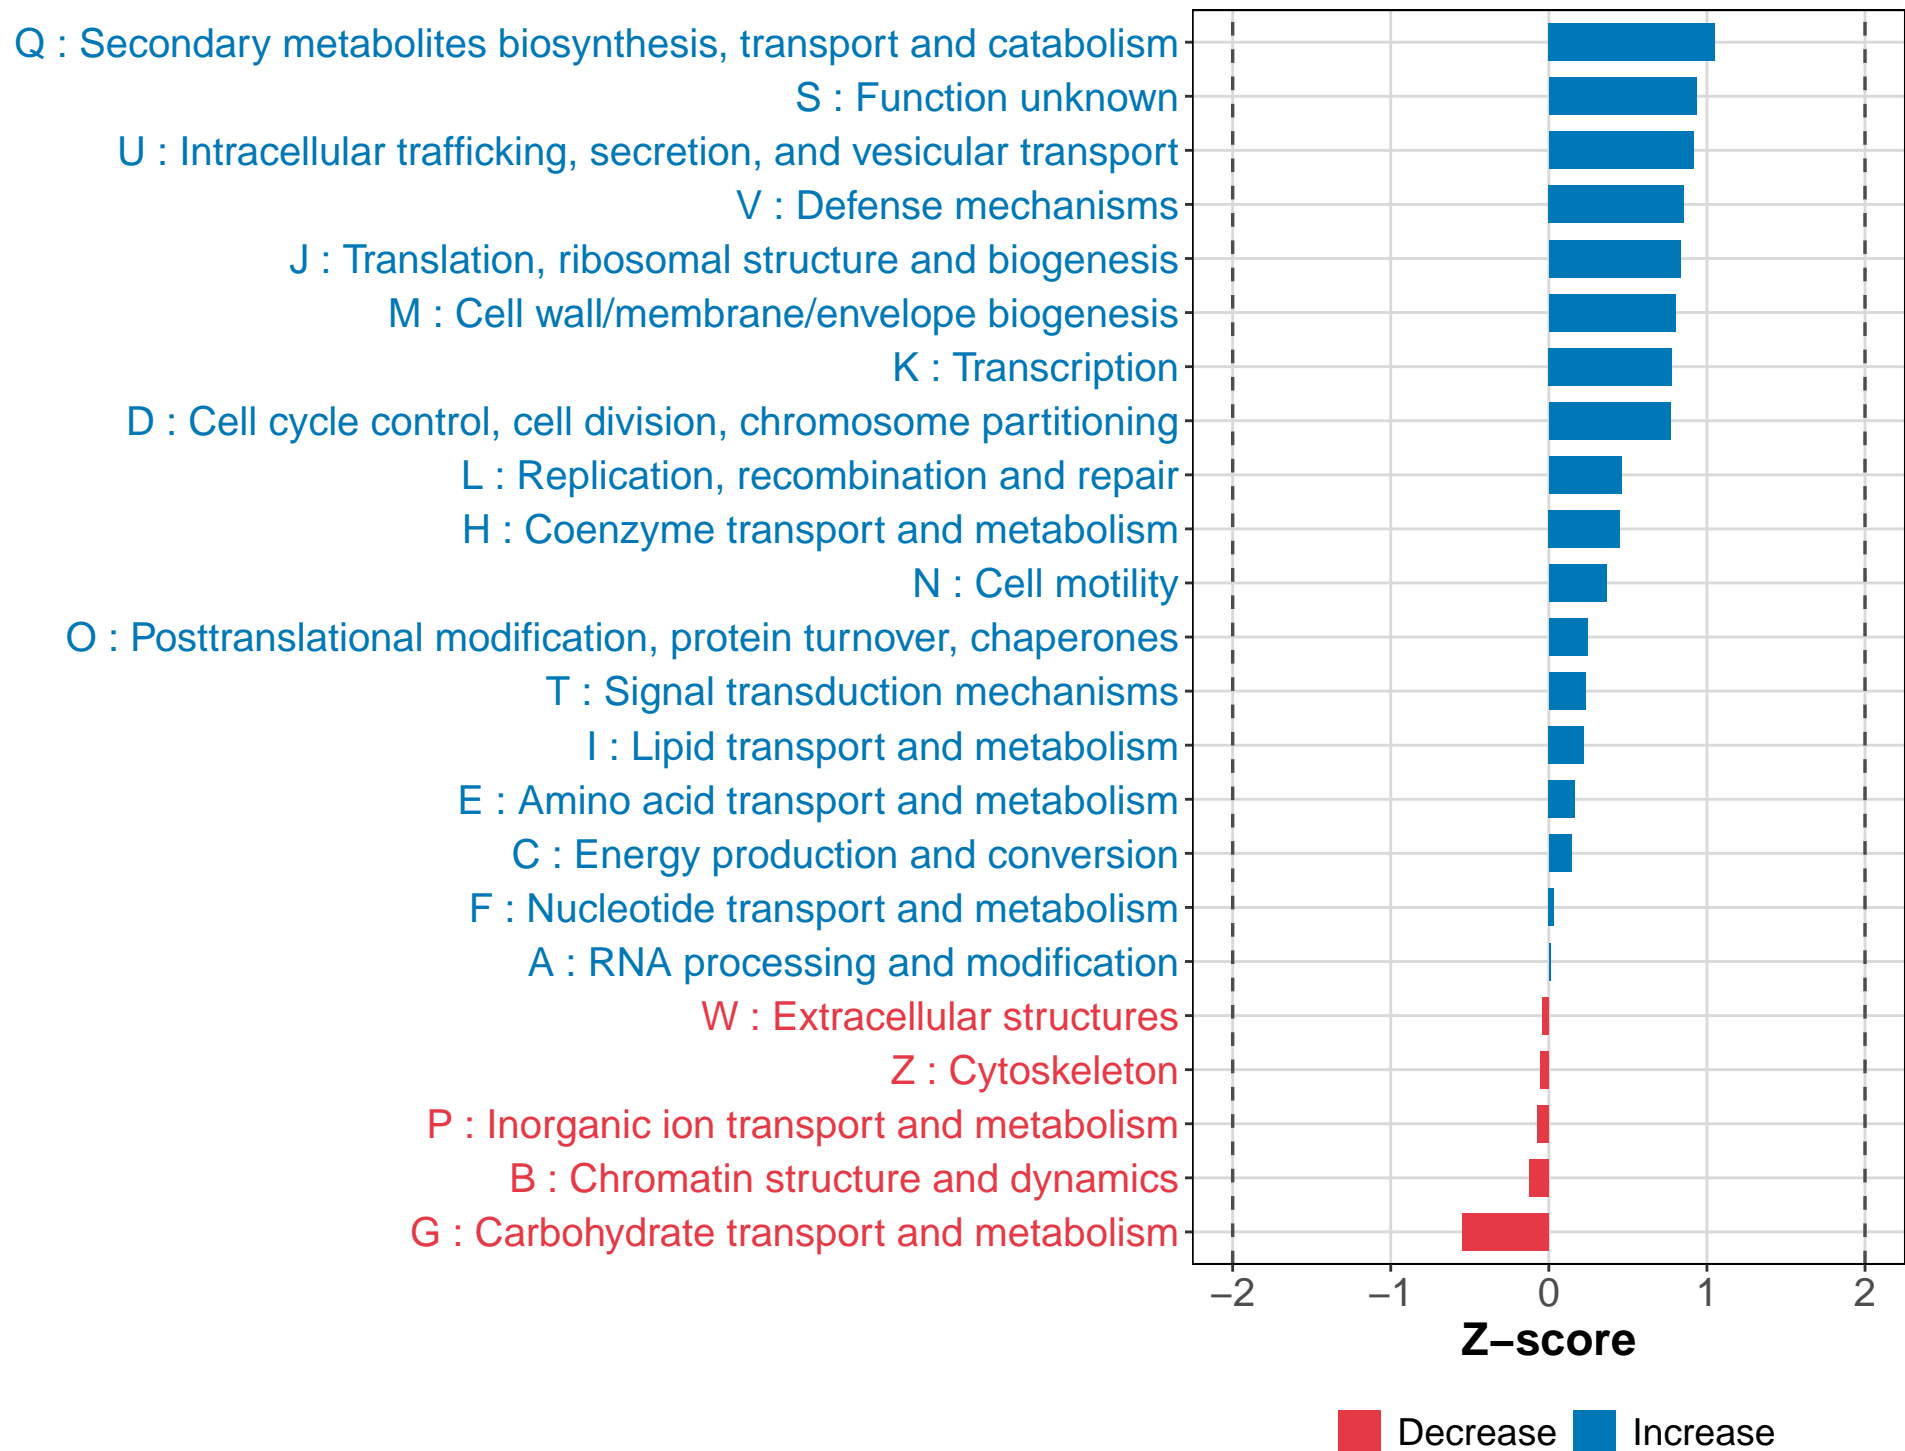 Q : Secondary metabolites biosynthesis, transport and catabolism
S : Function unknown
U : Intracellular trafficking, secretion, and vesicular transport
V : Defense mechanisms
J : Translation, ribosomal structure and biogenesis
M : Cell wall/membrane/envelope biogenesis
K : Transcription
D : Cell cycle control, cell division, chromosome partitioning
L : Replication, recombination and repair
H : Coenzyme transport and metabolism
N : Cell motility
O : Posttranslational modification, protein turnover, chaperones
T : Signal transduction mechanisms
I : Lipid transport and metabolism
E : Amino acid transport and metabolism
C : Energy production and conversion
F : Nucleotide transport and metabolism
A : RNA processing and modification
W : Extracellular structures
Z : Cytoskeleton
P : Inorganic ion transport and metabolism
B : Chromatin structure and dynamics
G : Carbohydrate transport and metabolism
−2 −1 0 1 2
Z−score
Decrease Increase